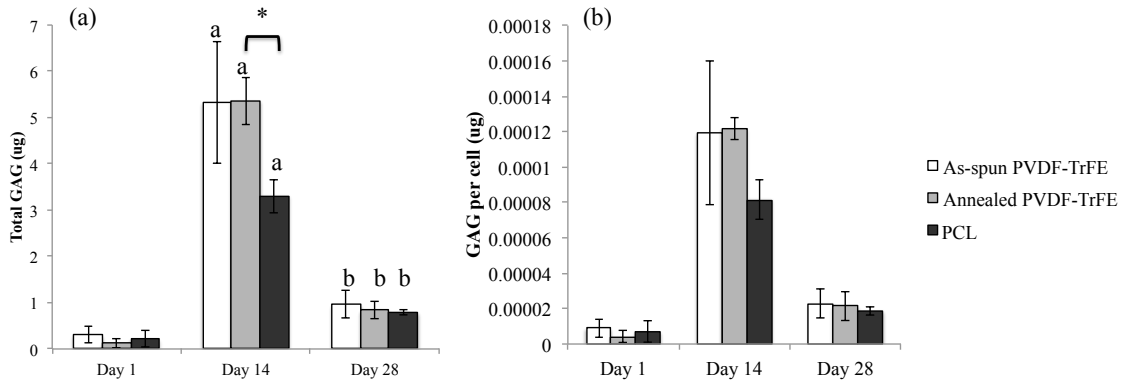 (a)
Total GAG (ug)
7
6
5
4
3
2
1
0
a
a
*
a
b b b
Day 1 Day 14 Day 28
(b)
GAG per cell (ug)
0.00018
0.00016
0.00014
0.00012
0.0001
0.00008
0.00006
0.00004
0.00002
0
Day 1 Day 14 Day 28
As-spun PVDF-TrFE
Annealed PVDF-TrFE
PCL